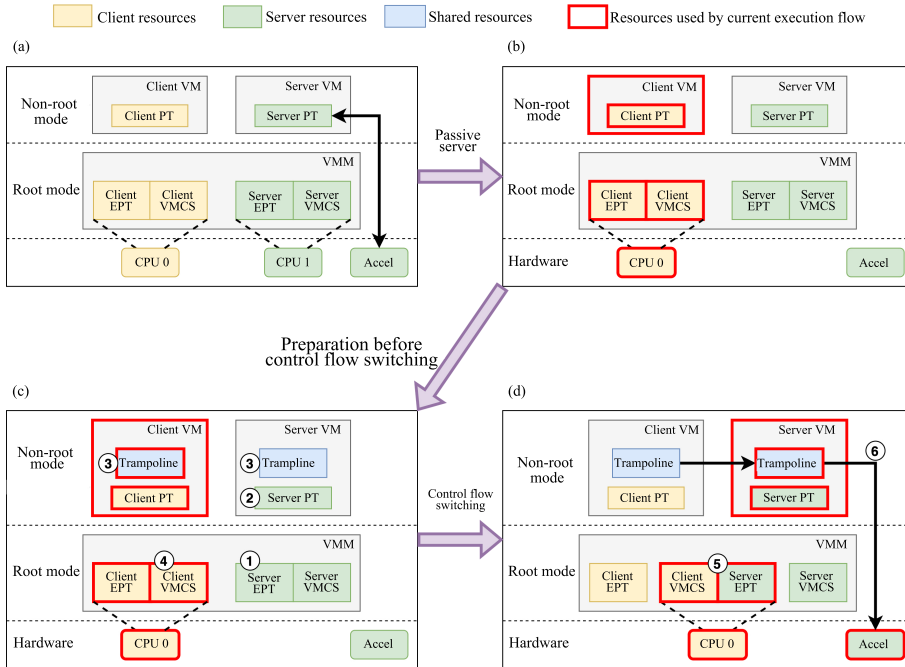 Client resources
Server resources
Shared resources
Resources used by current execution flow
(a)
Non-root
mode
Client VM
Client PT
Server VM
Server PT
Root mode
VMM
Client
EPT
Client
VMCS
Server
EPT
Server
VMCS
CPU 0
CPU 1
Accel
Passive
server
(b)
Non-root
mode
Client VM
Client PT
Server VM
Server PT
Root mode
VMM
Client
EPT
Client
VMCS
Server
EPT
Server
VMCS
Hardware
CPU 0
Accel
Preparation before
control flow switching
(c)
Non-root
mode
Client VM
3
Trampoline
Client PT
Server VM
3
Trampline
2
Server PT
Root mode
VMM
Client
EPT
4
Client
VMCS
1
Server
EPT
Server
VMCS
Hardware
CPU 0
Accel
Control flow
switching
(d)
Non-root
mode
Client VM
Trampoline
Client PT
Server VM
Trampoline
Server PT
6
Root mode
VMM
Client
EPT
Client
VMCS
5
Server
EPT
Server
VMCS
Hardware
CPU 0
Accel